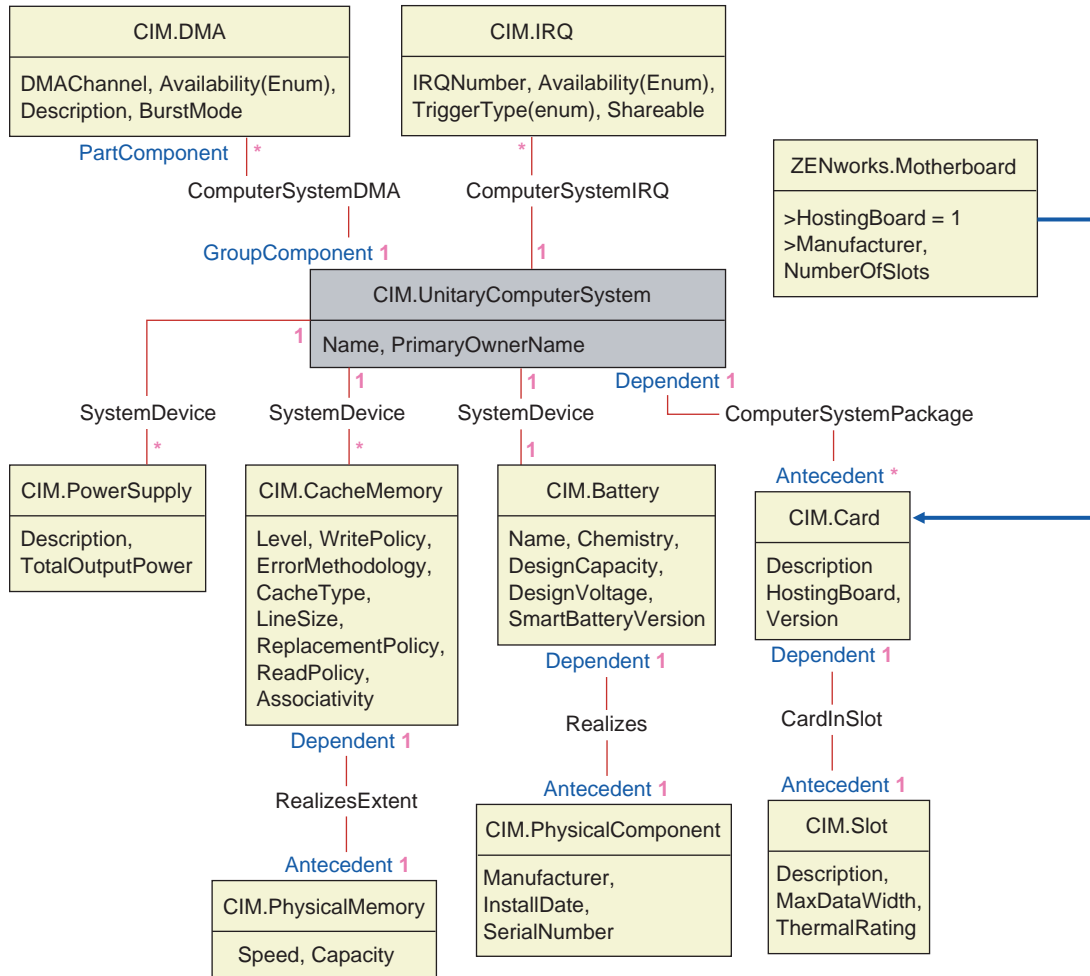 CIM.DMA
DMAChannel, Availability(Enum),
Description, BurstMode
CIM.IRQ
IRQNumber, Availability(Enum),
TriggerType(enum), Shareable
PartComponent *
*
ZENworks.Motherboard
>HostingBoard = 1
>Manufacturer,
NumberOfSlots
ComputerSystemDMA
ComputerSystemIRQ
GroupComponent 1
1
CIM.UnitaryComputerSystem
Name, PrimaryOwnerName
1
1
1
Dependent 1
SystemDevice
SystemDevice
SystemDevice
ComputerSystemPackage
*
*
1
Antecedent *
CIM.PowerSupply
Description,
TotalOutputPower
CIM.CacheMemory
Level, WritePolicy,
ErrorMethodology,
CacheType,
LineSize,
ReplacementPolicy,
ReadPolicy,
Associativity
CIM.Battery
Name, Chemistry,
DesignCapacity,
DesignVoltage,
SmartBatteryVersion
CIM.Card
Description
HostingBoard,
Version
Dependent 1
Dependent 1
Dependent 1
RealizesExtent
Realizes
CardInSlot
Antecedent 1
Antecedent 1
Antecedent 1
CIM.PhysicalMemory
Speed, Capacity
CIM.PhysicalComponent
Manufacturer,
InstallDate,
SerialNumber
CIM.Slot
Description,
MaxDataWidth,
ThermalRating